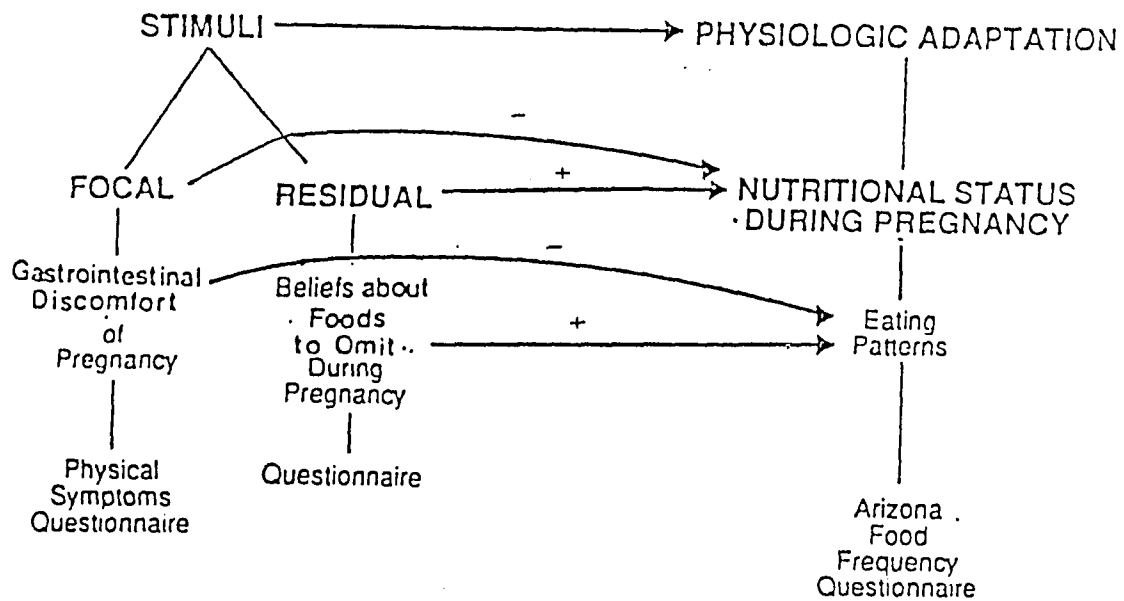 STIMULI
PHYSIOLOGIC ADAPTATION
-
+
FOCAL
RESIDUAL
NUTRITIONAL STATUS
DURING PREGNANCY
-
+
Gastrointestinal
Discomfort
of
Pregnancy
Beliefs about
Foods
to Omit
During
Pregnancy
Eating
Patterns
Physical
Symptoms
Questionnaire
Questionnaire
Arizona
Food
Frequency
Questionnaire